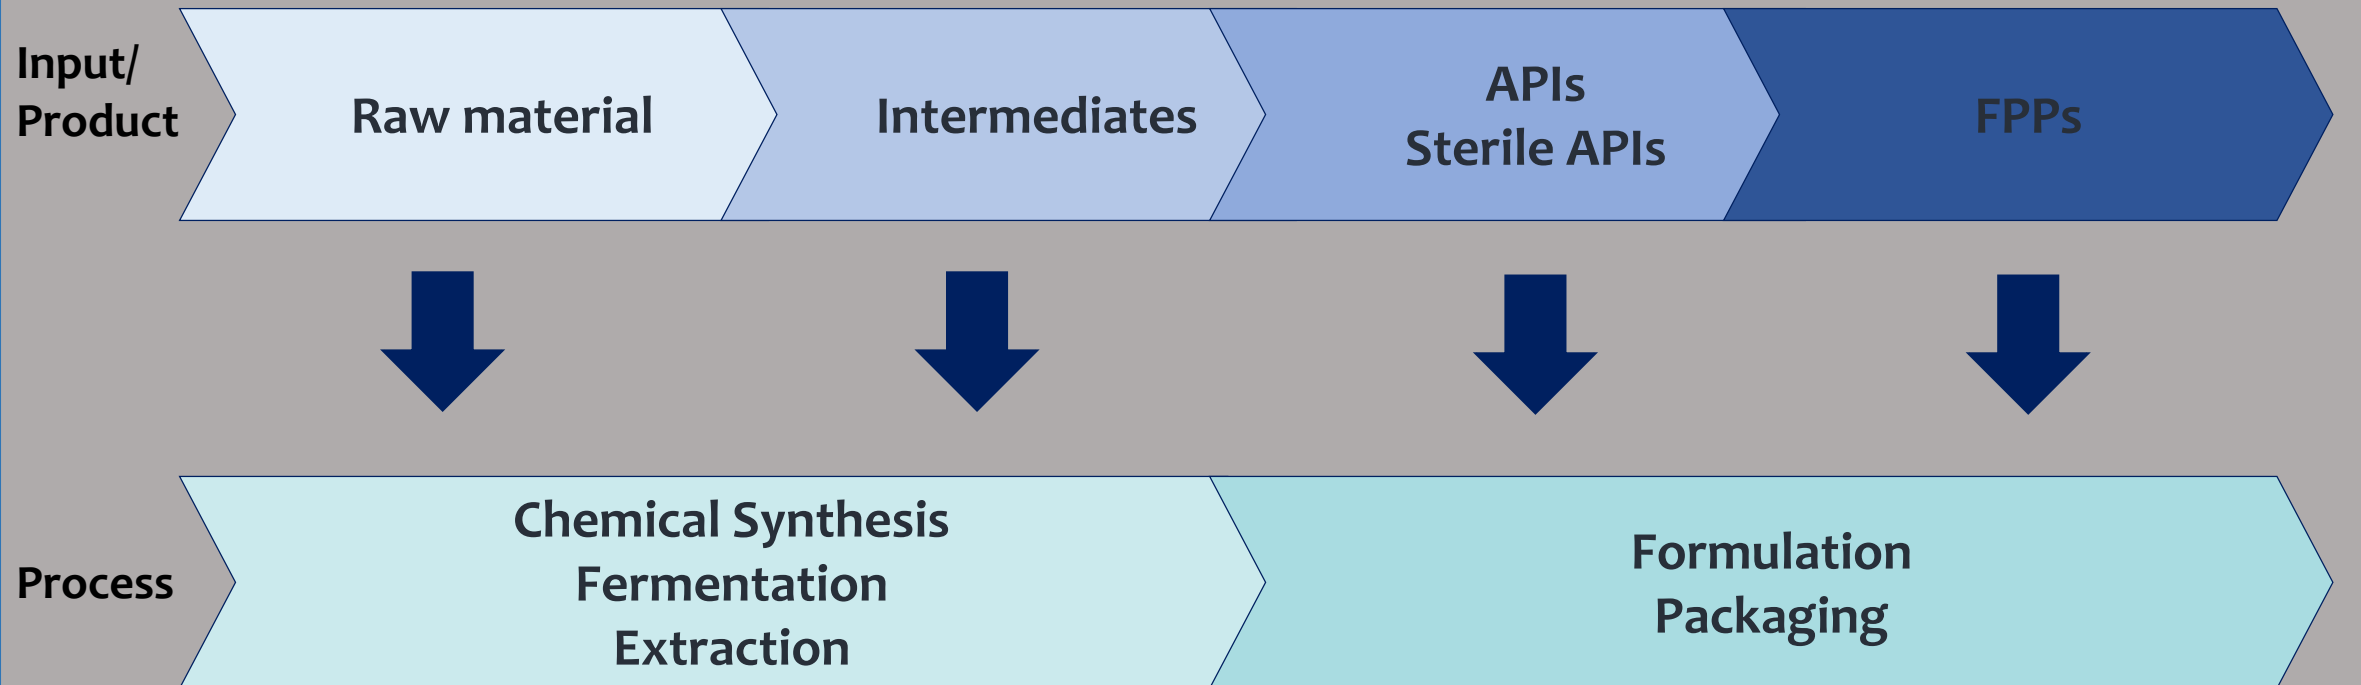 Input/
Product
Raw material
Intermediates
APIs
Sterile APIs
FPPs
Process
Chemical Synthesis
Fermentation
Extraction
Formulation
Packaging